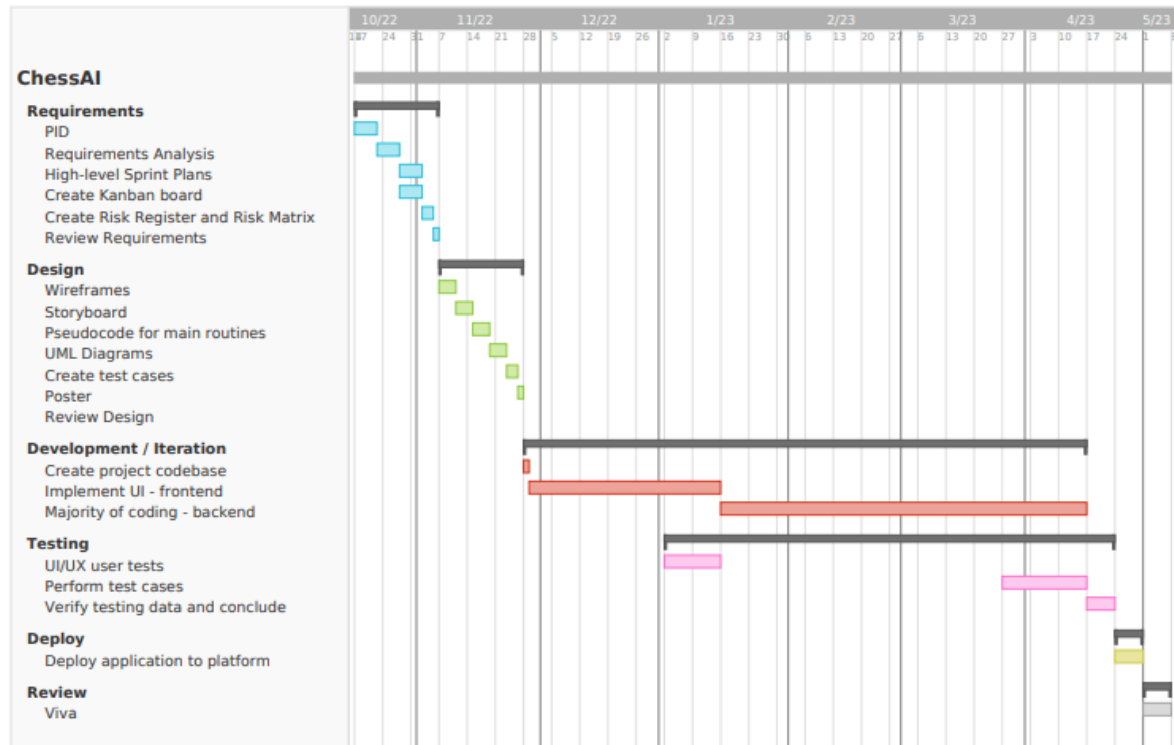 10/22 11/22 12/22 1/23 2/23 3/23 4/23 5/23
17 24 31 7 14 21 28 5 12 19 26 2 9 16 23 30 6 13 20 27 6 13 20 27 3 10 17 24 1
ChessAI
Requirements
PID
Requirements Analysis
High-level Sprint Plans
Create Kanban board
Create Risk Register and Risk Matrix
Review Requirements
Design
Wireframes
Storyboard
Pseudocode for main routines
UML Diagrams
Create test cases
Poster
Review Design
Development / Iteration
Create project codebase
Implement UI - frontend
Majority of coding - backend
Testing
UI/UX user tests
Perform test cases
Verify testing data and conclude
Deploy
Deploy application to platform
Review
Viva